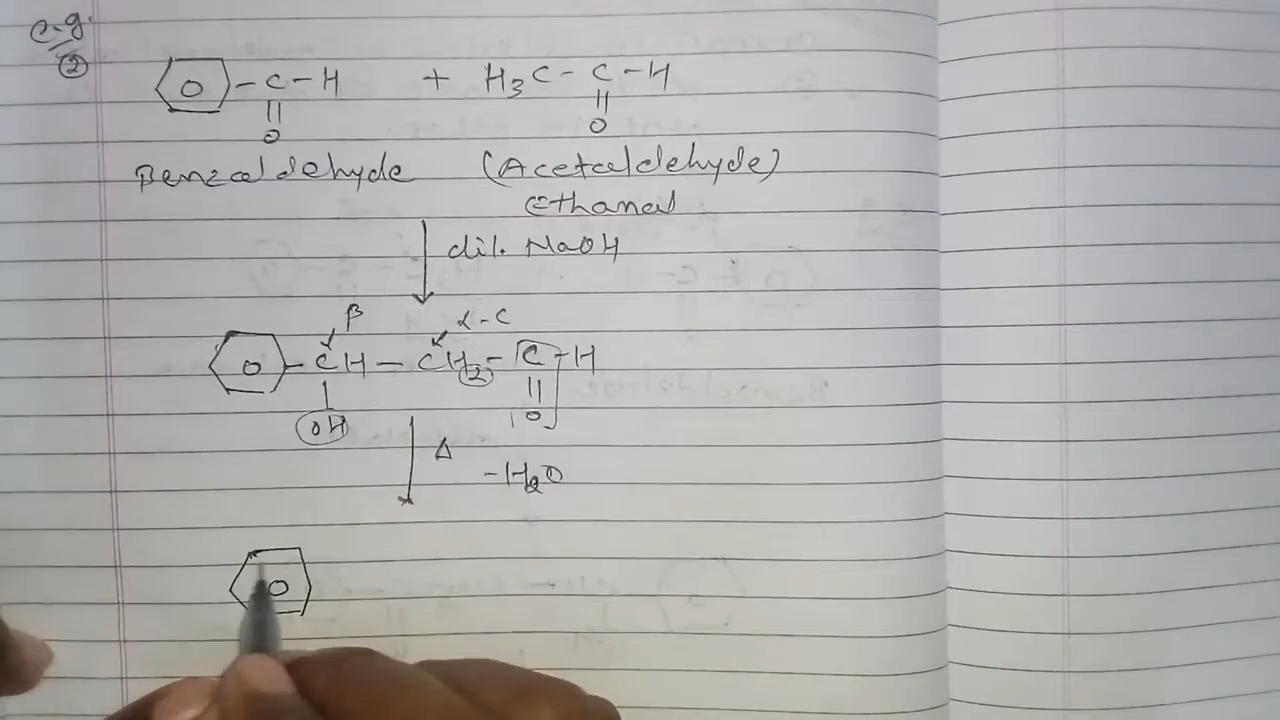 e.g.
②
-C-H + H3C-C-H
O O
Benzaldehyde (Acetaldehyde)
Ethanal
dil. NaOH
β α-C
-CH-CH2-C-H
OH O
Δ
-H2O